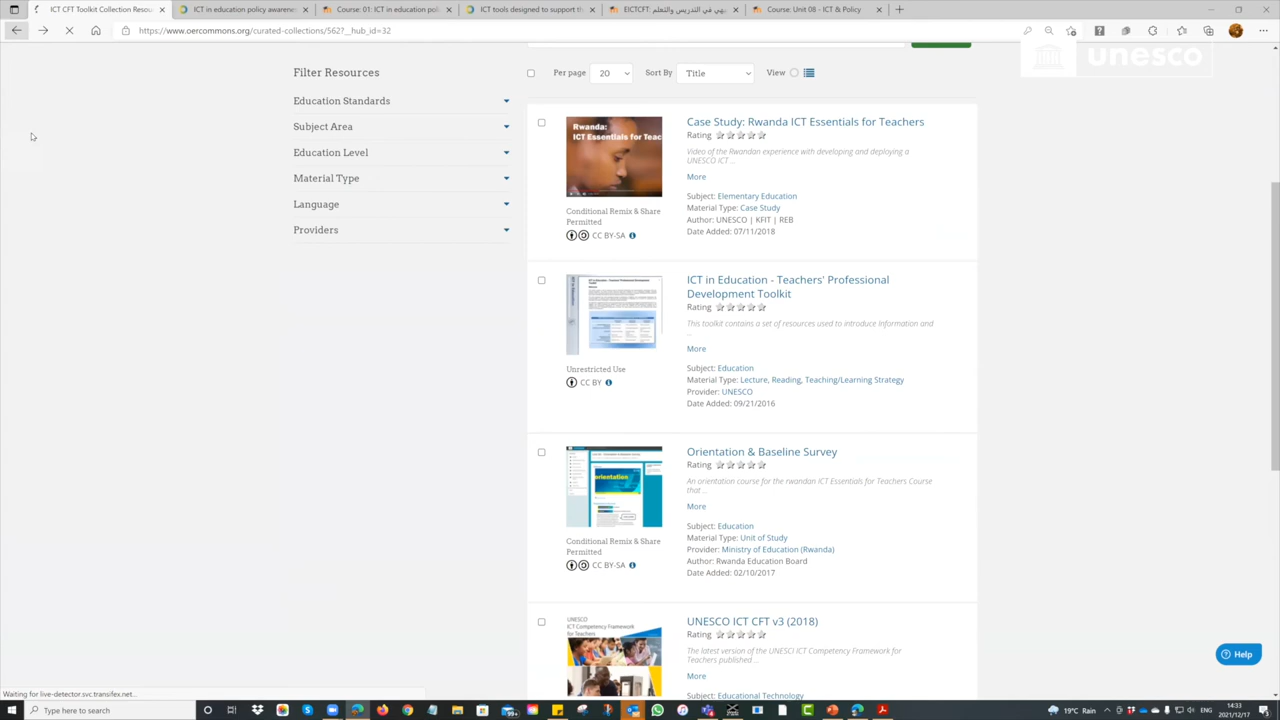 ICT CFT Toolkit Collection Resou
ICT in education policy awarenes
Course: 01: ICT in education pol
ICT tools designed to support th
EICTCFT: جهي في التدريس والتعلم
Course: Unit 08 - ICT & Policy
https://www.oercommons.org/curated-collections/562?_hub_id=32
unesco
Filter Resources
Per page 20 Sort By Title View
Education Standards
Subject Area
Education Level
Material Type
Language
Providers
Rwanda:
ICT Essentials for Teac
Conditional Remix & Share
Permitted
CC BY-SA
Case Study: Rwanda ICT Essentials for Teachers
Rating
Video of the Rwandan experience with developing and deploying a
UNESCO ICT ...
More
Subject: Elementary Education
Material Type: Case Study
Author: UNESCO | KFIT | REB
Date Added: 07/11/2018
Unrestricted Use
CC BY
ICT in Education - Teachers' Professional
Development Toolkit
Rating
This toolkit contains a set of resources used to introduce Information and
...
More
Subject: Education
Material Type: Lecture, Reading, Teaching/Learning Strategy
Provider: UNESCO
Date Added: 09/21/2016
orientation
Conditional Remix & Share
Permitted
CC BY-SA
Orientation & Baseline Survey
Rating
An orientation course for the rwandan ICT Essentials for Teachers Course
that ...
More
Subject: Education
Material Type: Unit of Study
Provider: Ministry of Education (Rwanda)
Author: Rwanda Education Board
Date Added: 02/10/2017
UNESCO
ICT Competency Framework
for Teachers
UNESCO ICT CFT v3 (2018)
Rating
The latest version of the UNESCI ICT Competency Framework for
Teachers published....
More
Subject: Educational Technology
Help
Waiting for live-detector.svc.transifex.net...
Type here to search
99+
19°C Rain
ENG
14:33
2021/12/17